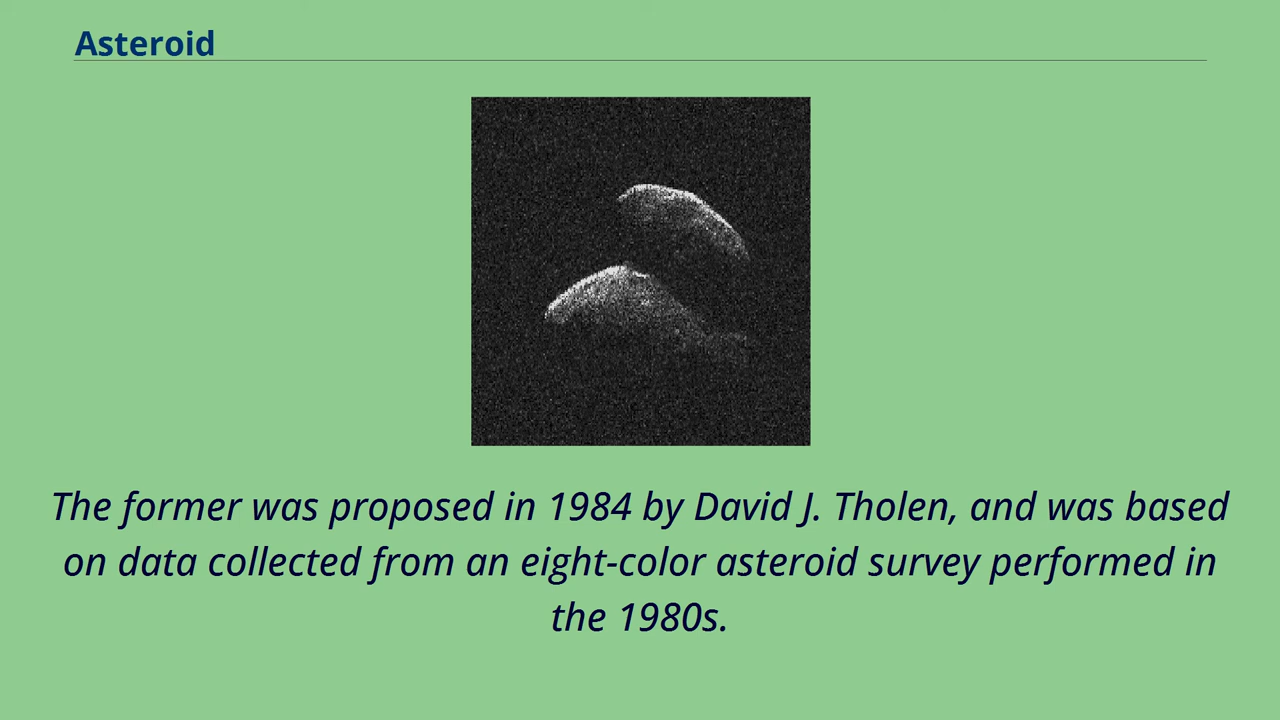 Asteroid
The former was proposed in 1984 by David J. Tholen, and was based
on data collected from an eight-color asteroid survey performed in
the 1980s.